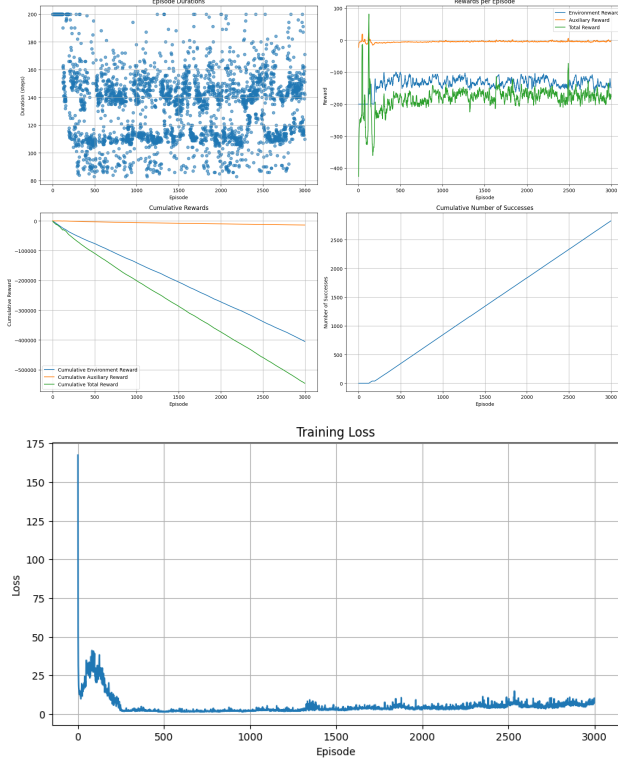 Episode Durations
200
180
160
140
120
100
80
Duration (steps)
0 500 1000 1500 2000 2500 3000
Episode
Rewards per Episode
Environment Reward
Auxiliary Reward
Total Reward
100
0
−100
−200
−300
−400
Reward
0 500 1000 1500 2000 2500 3000
Episode
Cumulative Rewards
0
−100000
−200000
−300000
−400000
−500000
Cumulative Reward
Cumulative Environment Reward
Cumulative Auxiliary Reward
Cumulative Total Reward
0 500 1000 1500 2000 2500 3000
Episode
Cumulative Number of Successes
2500
2000
1500
1000
500
0
Number of Successes
0 500 1000 1500 2000 2500 3000
Episode
Training Loss
175
150
125
100
75
50
25
0
Loss
0 500 1000 1500 2000 2500 3000
Episode